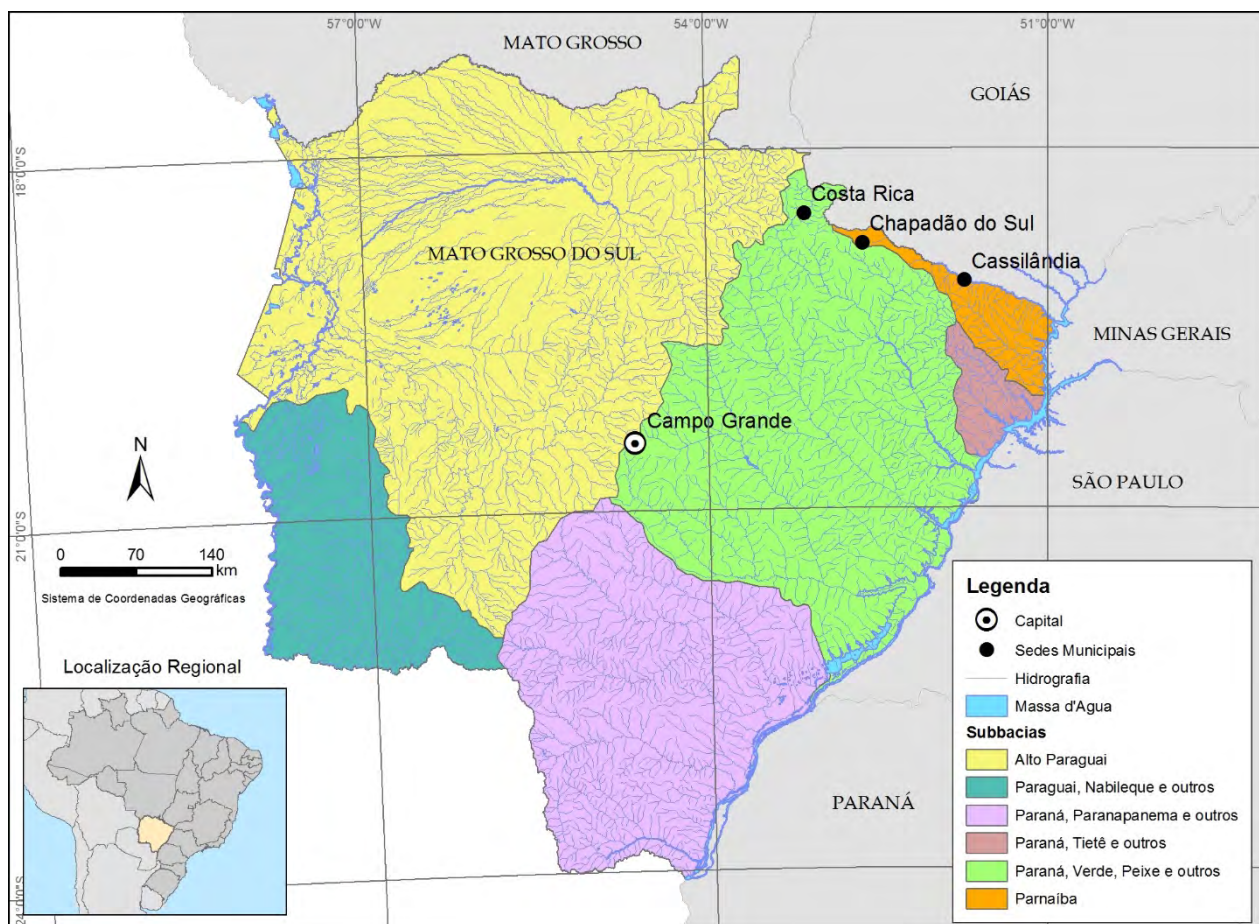 57°0'0"W
54°0'0"W
51°0'0"W
MATO GROSSO
GOIÁS
18°0'0"S
Costa Rica
Chapadão do Sul
MATO GROSSO DO SUL
Cassilândia
MINAS GERAIS
Campo Grande
N
SÃO PAULO
21°0'0"S
0 70 140
km
Sistema de Coordenadas Geográficas
Localização Regional
PARANÁ
24°0'0"S
Legenda
Capital
Sedes Municipais
Hidrografia
Massa d'Agua
Subbacias
Alto Paraguai
Paraguai, Nabileque e outros
Paraná, Paranapanema e outros
Paraná, Tietê e outros
Paraná, Verde, Peixe e outros
Parnaíba